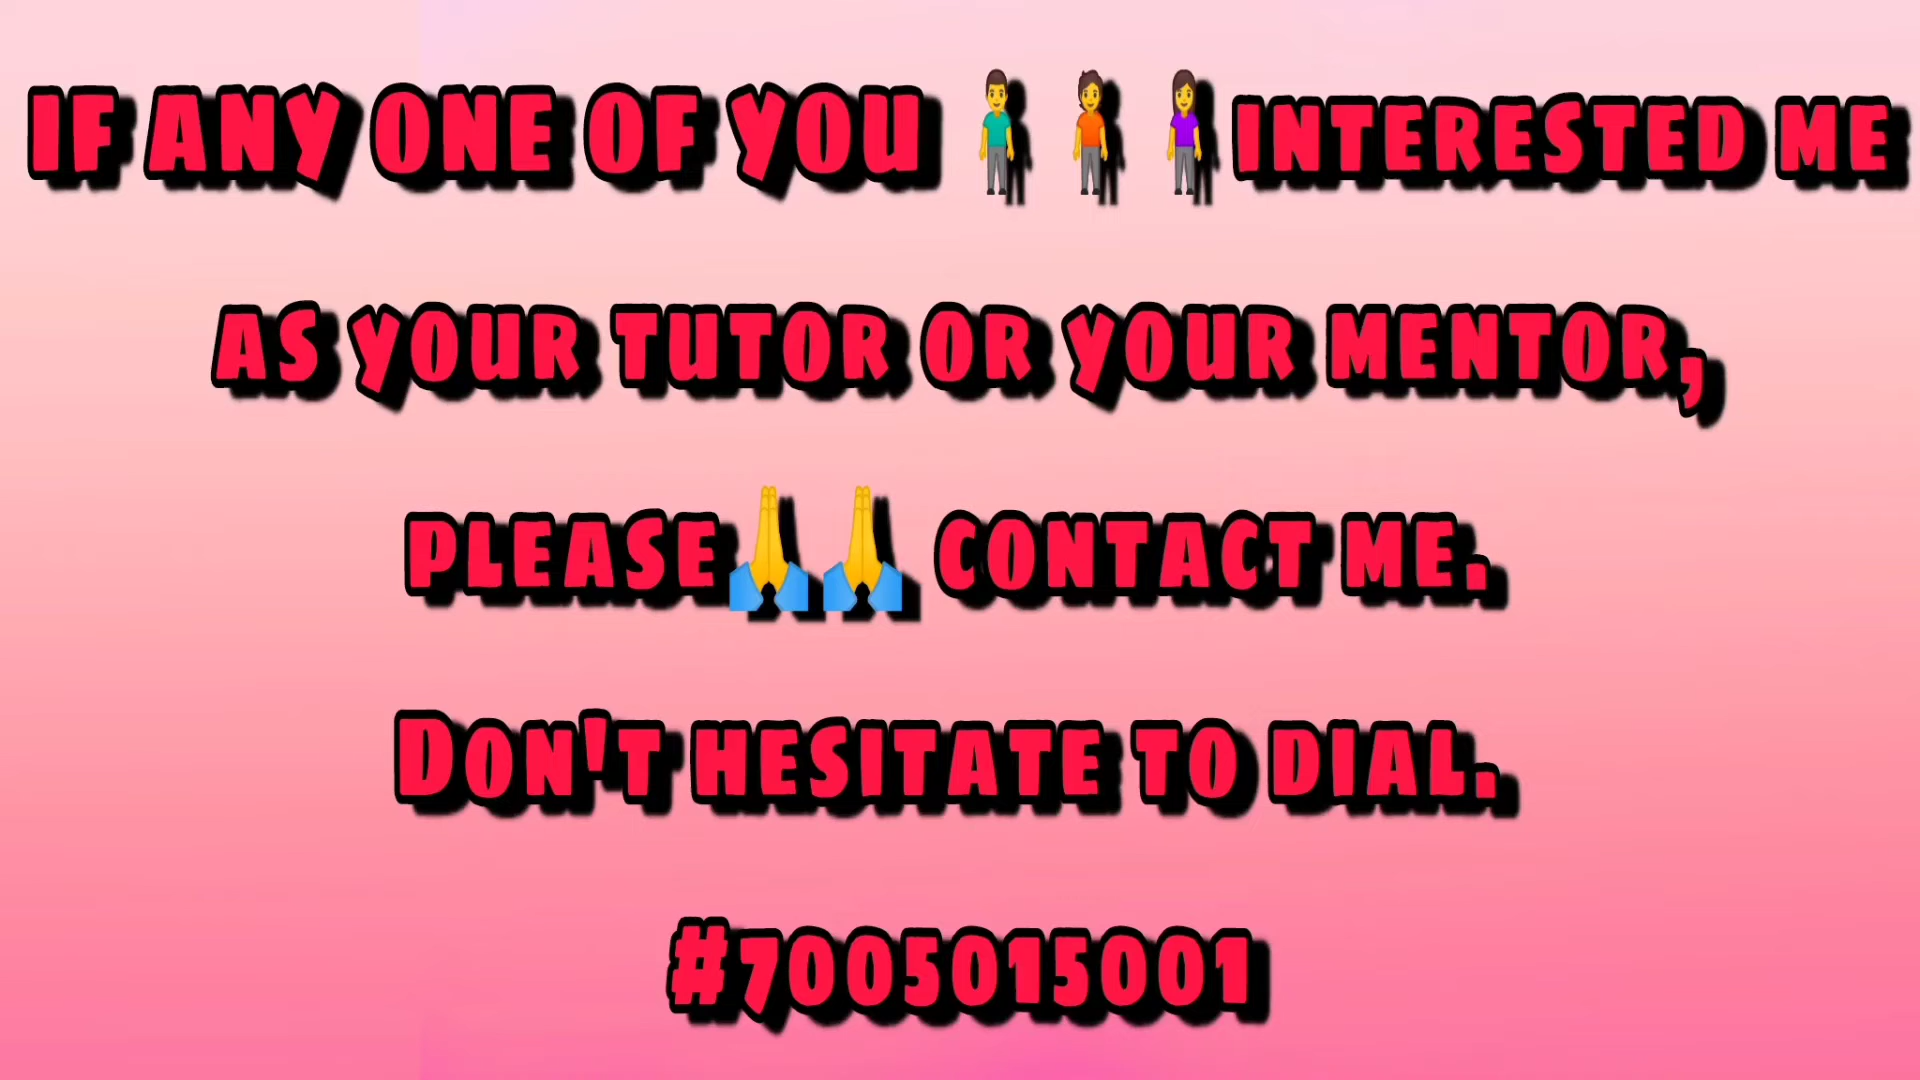 IF ANY ONE OF YOU 🧍‍♂️🧍🧍‍♀️INTERESTED ME
AS YOUR TUTOR OR YOUR MENTOR,
PLEASE🙏🙏 CONTACT ME.
DON'T HESITATE TO DIAL.
#7005015001